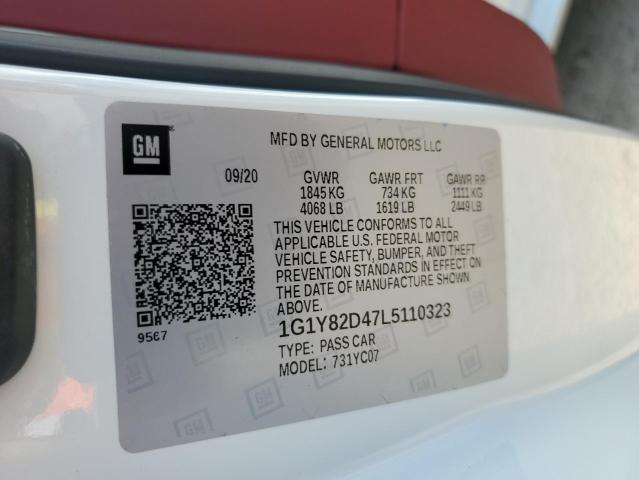 GM
MFD BY GENERAL MOTORS LLC
09/20 GVWR GAWR FRT GAWR RR
1845 KG 734 KG 1111 KG
4068 LB 1619 LB 2449 LB
THIS VEHICLE CONFORMS TO ALL
APPLICABLE U.S. FEDERAL MOTOR
VEHICLE SAFETY, BUMPER, AND THEFT
PREVENTION STANDARDS IN EFFECT ON
THE DATE OF MANUFACTURE SHOWN
ABOVE.
9567
1G1Y82D47L5110323
TYPE: PASS CAR
MODEL: 731YC07